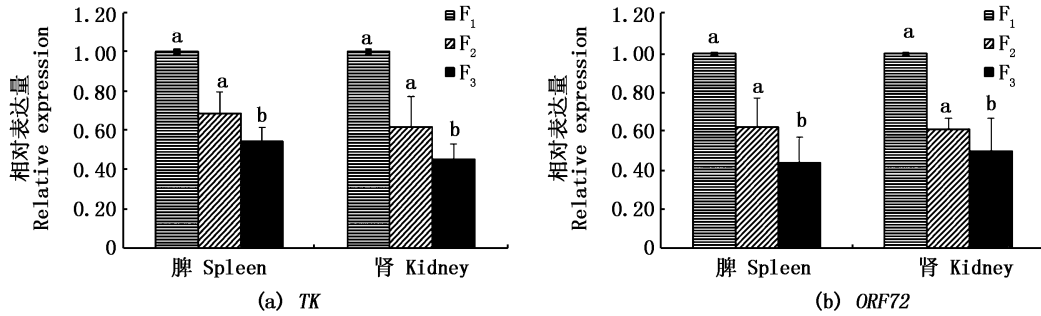 1.20
1.00
0.80
0.60
0.40
0.20
0
相对表达量
Relative expression
F1
F2
F3
a
a
b
a
a
b
脾 Spleen
肾 Kidney
(a) TK
1.20
1.00
0.80
0.60
0.40
0.20
0
相对表达量
Relative expression
F1
F2
F3
a
a
b
a
a
b
脾 Spleen
肾 Kidney
(b) ORF72